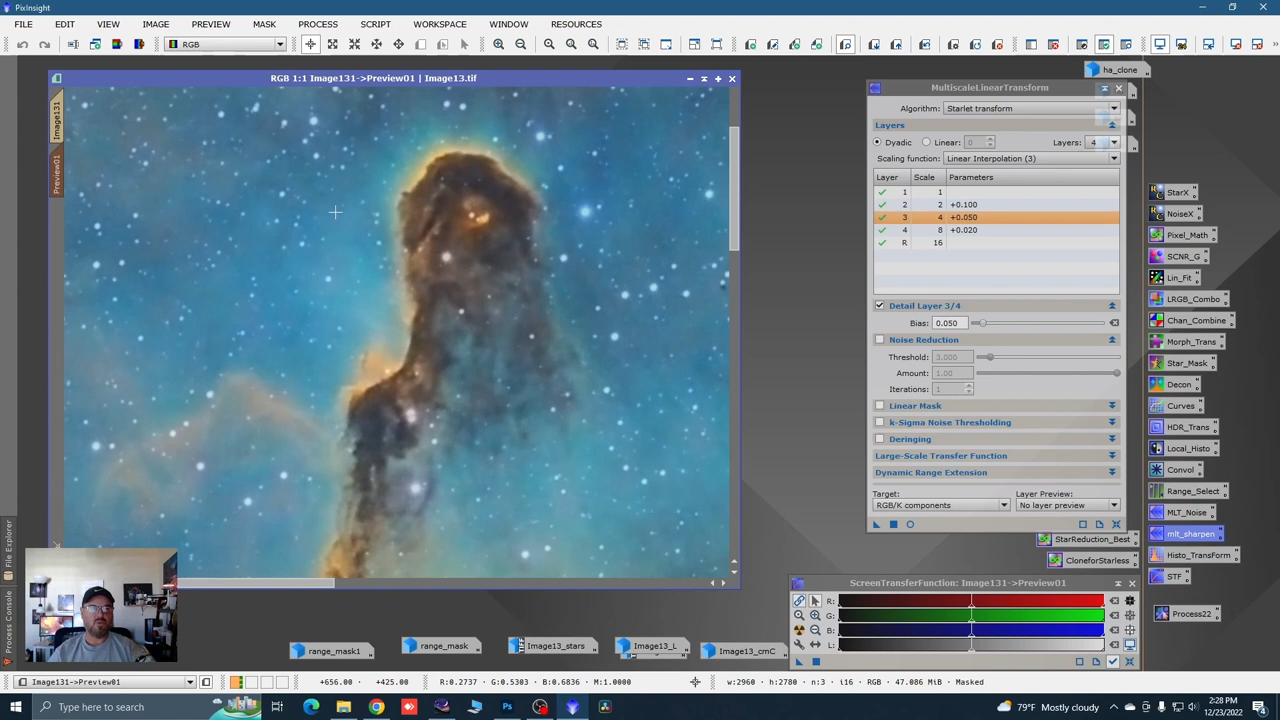 PixInsight
FILE EDIT VIEW IMAGE PREVIEW MASK PROCESS SCRIPT WORKSPACE WINDOW RESOURCES
RGB
RGB 1:1 Image131->Preview01 | Image13.tif
Image131
Preview01
ha_clone
MultiscaleLinearTransform
Algorithm: Starlet transform
Layers
Dyadic Linear: 0 Layers: 4
Scaling function: Linear Interpolation (3)
Layer Scale Parameters
1 1
2 2 +0.100
3 4 +0.050
4 8 +0.020
R 16
Detail Layer 3/4
Bias: 0.050
Noise Reduction
Threshold: 3.000
Amount: 1.00
Iterations: 1
Linear Mask
k-Sigma Noise Thresholding
Deringing
Large-Scale Transfer Function
Dynamic Range Extension
Target: Layer Preview:
RGB/K components No layer preview
StarX
NoiseX
Pixel_Math
SCNR_G
Lin_Fit
LRGB_Combo
Chan_Combine
Morph_Trans
Star_Mask
Decon
Curves
HDR_Trans
Local_Histo
Convol
Range_Select
MLT_Noise
mlt_sharpen
Histo_TransForm
STF
Process22
StarReduction_Best
CloneforStarless
ScreenTransferFunction: Image131->Preview01
R:
G:
B:
L:
File Explorer
Process Console
range_mask1
range_mask
Image13_stars
Image13_L
Image13_cmC
Image131->Preview01
+656.00 +425.00 R:0.2737 G:0.5303 B:0.6836 M:1.0000
w:2960 h:2780 n:3 i16 RGB 47.086 MiB Masked
Type here to search
Ps
79°F Mostly cloudy
2:28 PM
12/23/2022
4